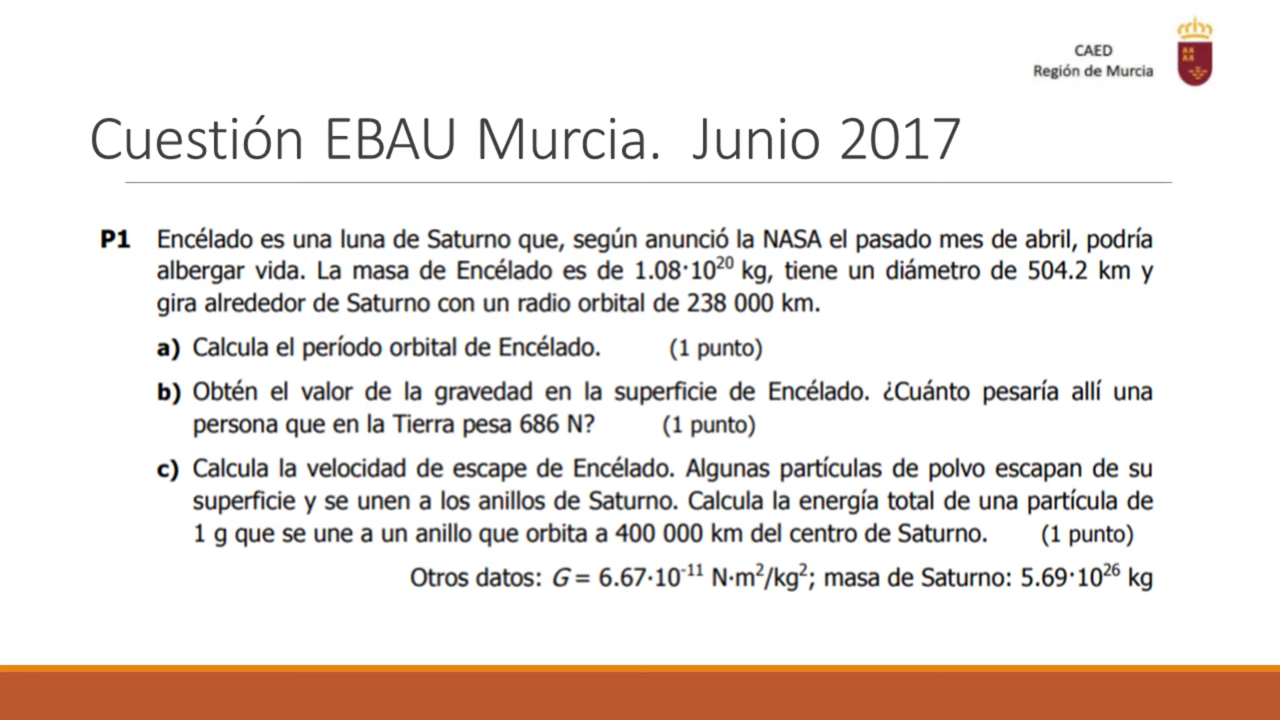 CAED
Región de Murcia
Cuestión EBAU Murcia. Junio 2017
P1 Encélado es una luna de Saturno que, según anunció la NASA el pasado mes de abril, podría
albergar vida. La masa de Encélado es de 1.08·10²⁰ kg, tiene un diámetro de 504.2 km y
gira alrededor de Saturno con un radio orbital de 238 000 km.
a) Calcula el período orbital de Encélado. (1 punto)
b) Obtén el valor de la gravedad en la superficie de Encélado. ¿Cuánto pesaría allí una
persona que en la Tierra pesa 686 N? (1 punto)
c) Calcula la velocidad de escape de Encélado. Algunas partículas de polvo escapan de su
superficie y se unen a los anillos de Saturno. Calcula la energía total de una partícula de
1 g que se une a un anillo que orbita a 400 000 km del centro de Saturno. (1 punto)
Otros datos: G = 6.67·10⁻¹¹ N·m²/kg²; masa de Saturno: 5.69·10²⁶ kg